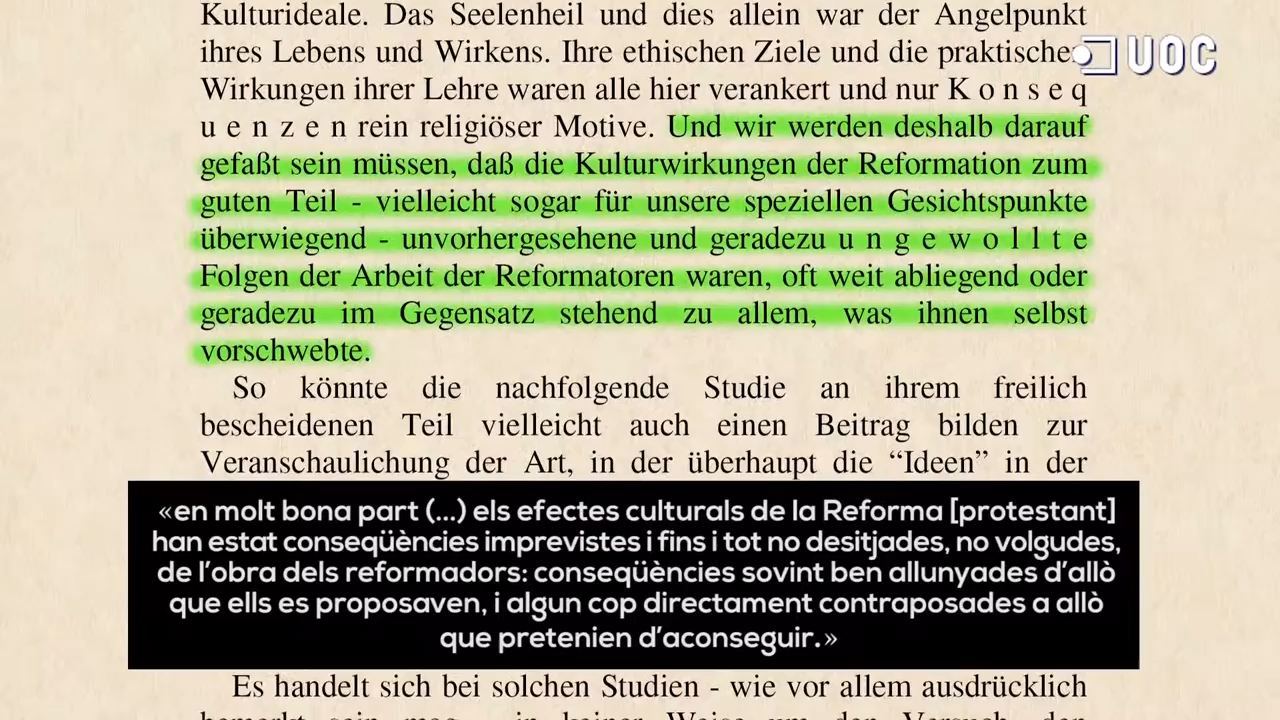 Kulturideale. Das Seelenheil und dies allein war der Angelpunkt
ihres Lebens und Wirkens. Ihre ethischen Ziele und die praktischen
UOC
Wirkungen ihrer Lehre waren alle hier verankert und nur K o n s e q
u e n z e n rein religiöser Motive. Und wir werden deshalb darauf
gefaßt sein müssen, daß die Kulturwirkungen der Reformation zum
guten Teil - vielleicht sogar für unsere speziellen Gesichtspunkte
überwiegend - unvorhergesehene und geradezu u n g e w o l l t e
Folgen der Arbeit der Reformatoren waren, oft weit abliegend oder
geradezu im Gegensatz stehend zu allem, was ihnen selbst
vorschwebte.
So könnte die nachfolgende Studie an ihrem freilich
bescheidenen Teil vielleicht auch einen Beitrag bilden zur
Veranschaulichung der Art, in der überhaupt die “Ideen” in der
«en molt bona part (...) els efectes culturals de la Reforma [protestant]
han estat conseqüències imprevistes i fins i tot no desitjades, no volgudes,
de l'obra dels reformadors: conseqüències sovint ben allunyades d'allò
que ells es proposaven, i algun cop directament contraposades a allò
que pretenien d'aconseguir.»
Es handelt sich bei solchen Studien - wie vor allem ausdrücklich